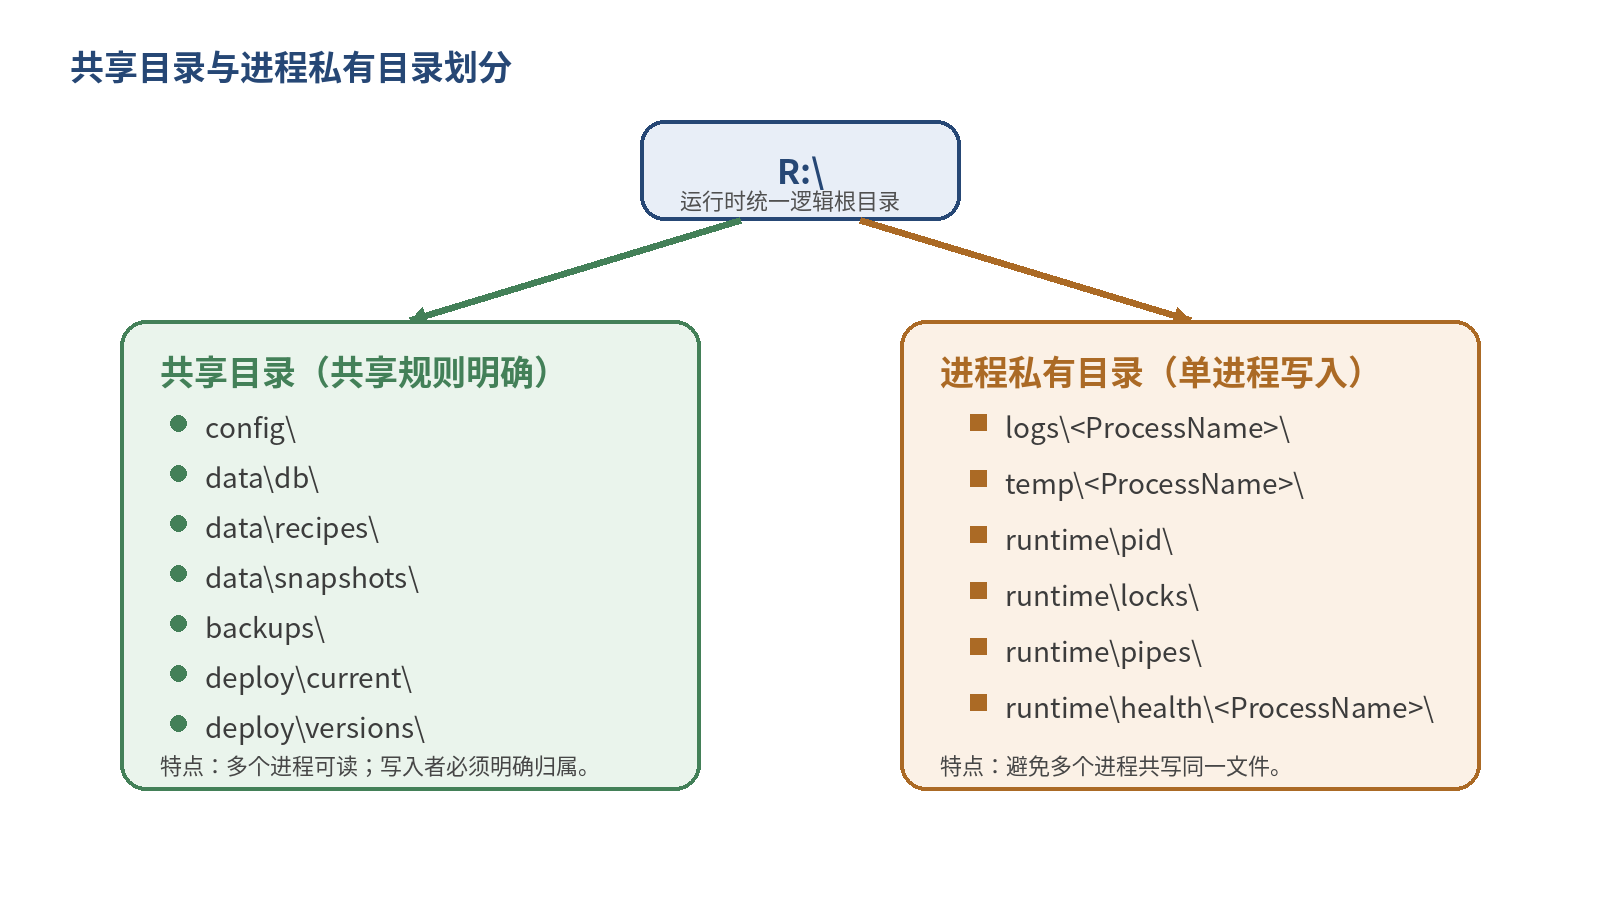 共享目录与进程私有目录划分
R:\
运行时统一逻辑根目录
共享目录（共享规则明确）
config\
data\db\
data\recipes\
data\snapshots\
backups\
deploy\current\
deploy\versions\
特点：多个进程可读；写入者必须明确归属。
进程私有目录（单进程写入）
logs\<ProcessName>\
temp\<ProcessName>\
runtime\pid\
runtime\locks\
runtime\pipes\
runtime\health\<ProcessName>\
特点：避免多个进程共写同一文件。